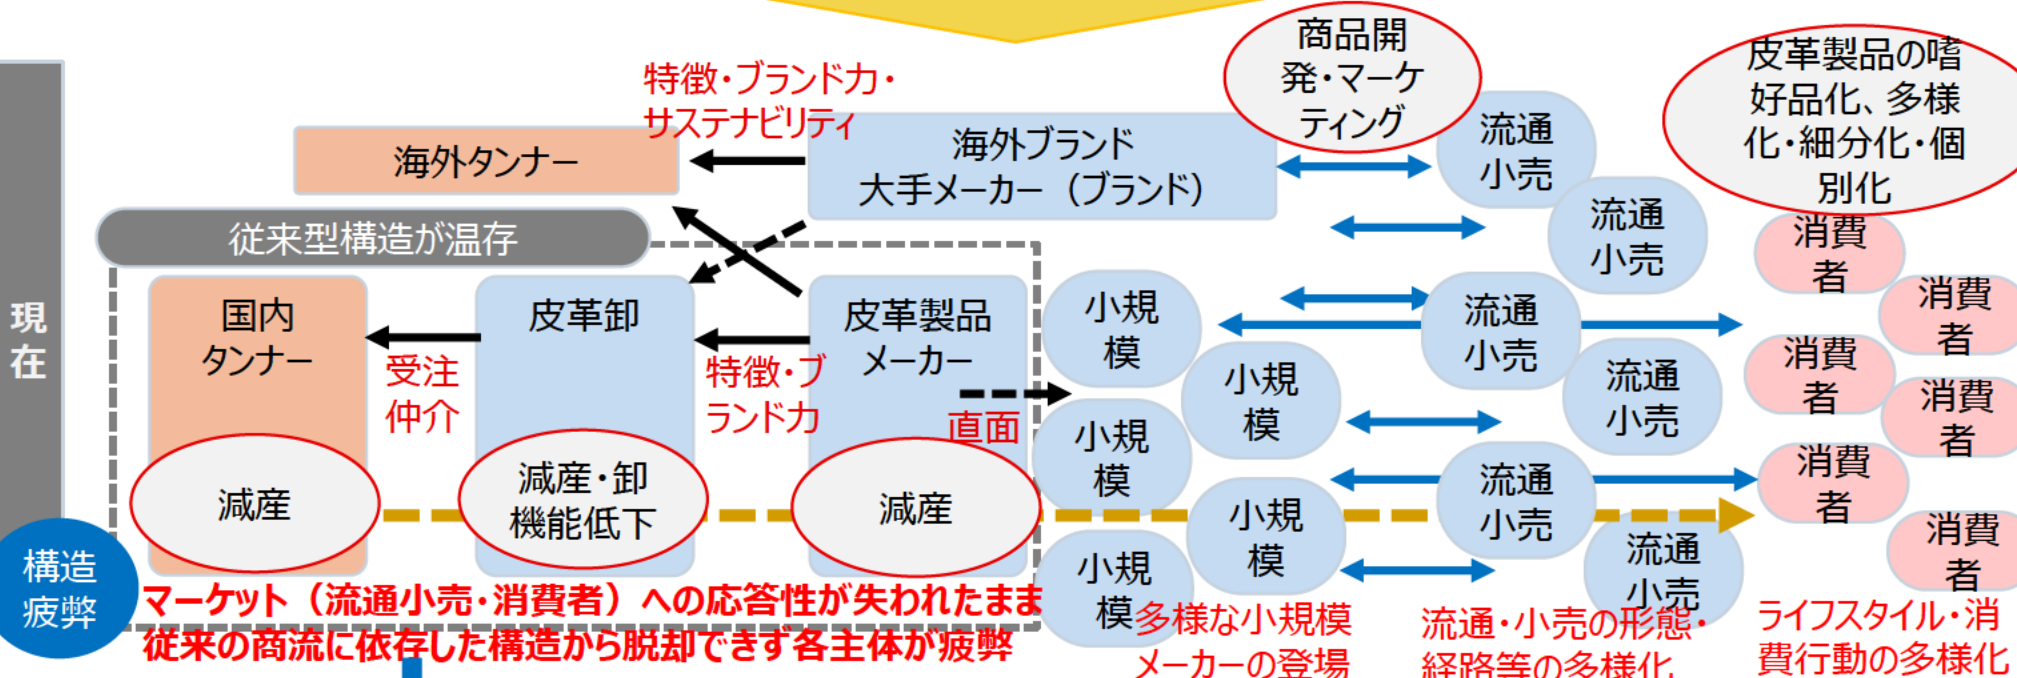 商品開
発・マーケ
ティング
皮革製品の嗜
好品化、多様
化・細分化・個
別化
特徴・ブランド力・
サステナビリティ
海外タンナー
海外ブランド
大手メーカー（ブランド）
流通
小売
流通
小売
従来型構造が温存
現
在
国内
タンナー
受注
仲介
皮革卸
特徴・ブ
ランド力
皮革製品
メーカー
直面
減産
減産・卸
機能低下
減産
小規
模
小規
模
小規
模
小規
模
小規
模
流通
小売
流通
小売
流通
小売
流通
小売
消費
者
消費
者
消費
者
消費
者
消費
者
消費
者
構造
疲弊
マーケット（流通小売・消費者）への応答性が失われたまま
従来の商流に依存した構造から脱却できず各主体が疲弊
多様な小規模
メーカーの登場
流通・小売の形態・
経路等の多様化
ライフスタイル・消
費行動の多様化